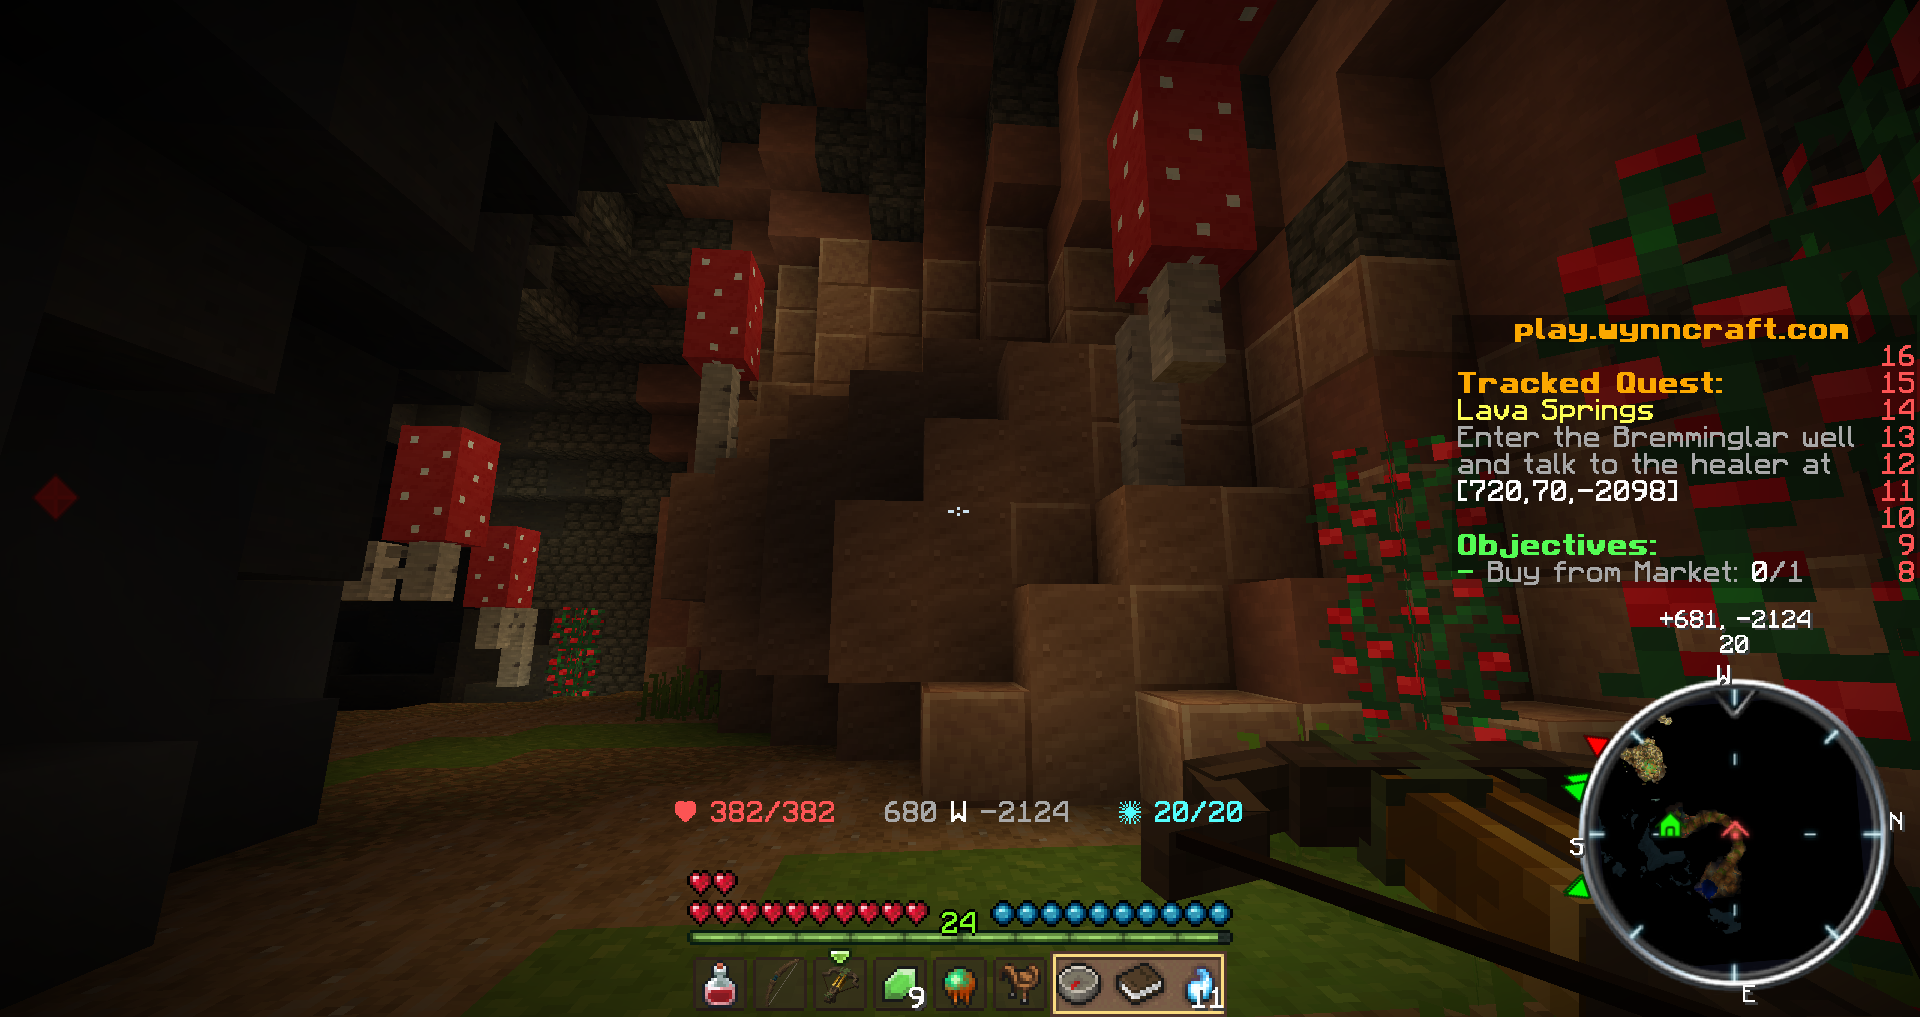 play.wynncraft.com
16
Tracked Quest: 15
Lava Springs 14
Enter the Bremminglar well 13
and talk to the healer at 12
[720,70,-2098] 11
10
Objectives: 9
- Buy from Market: 0/1 8
+681, -2124
20
W
N
S
E
382/382 680 W -2124 20/20
24
9
11